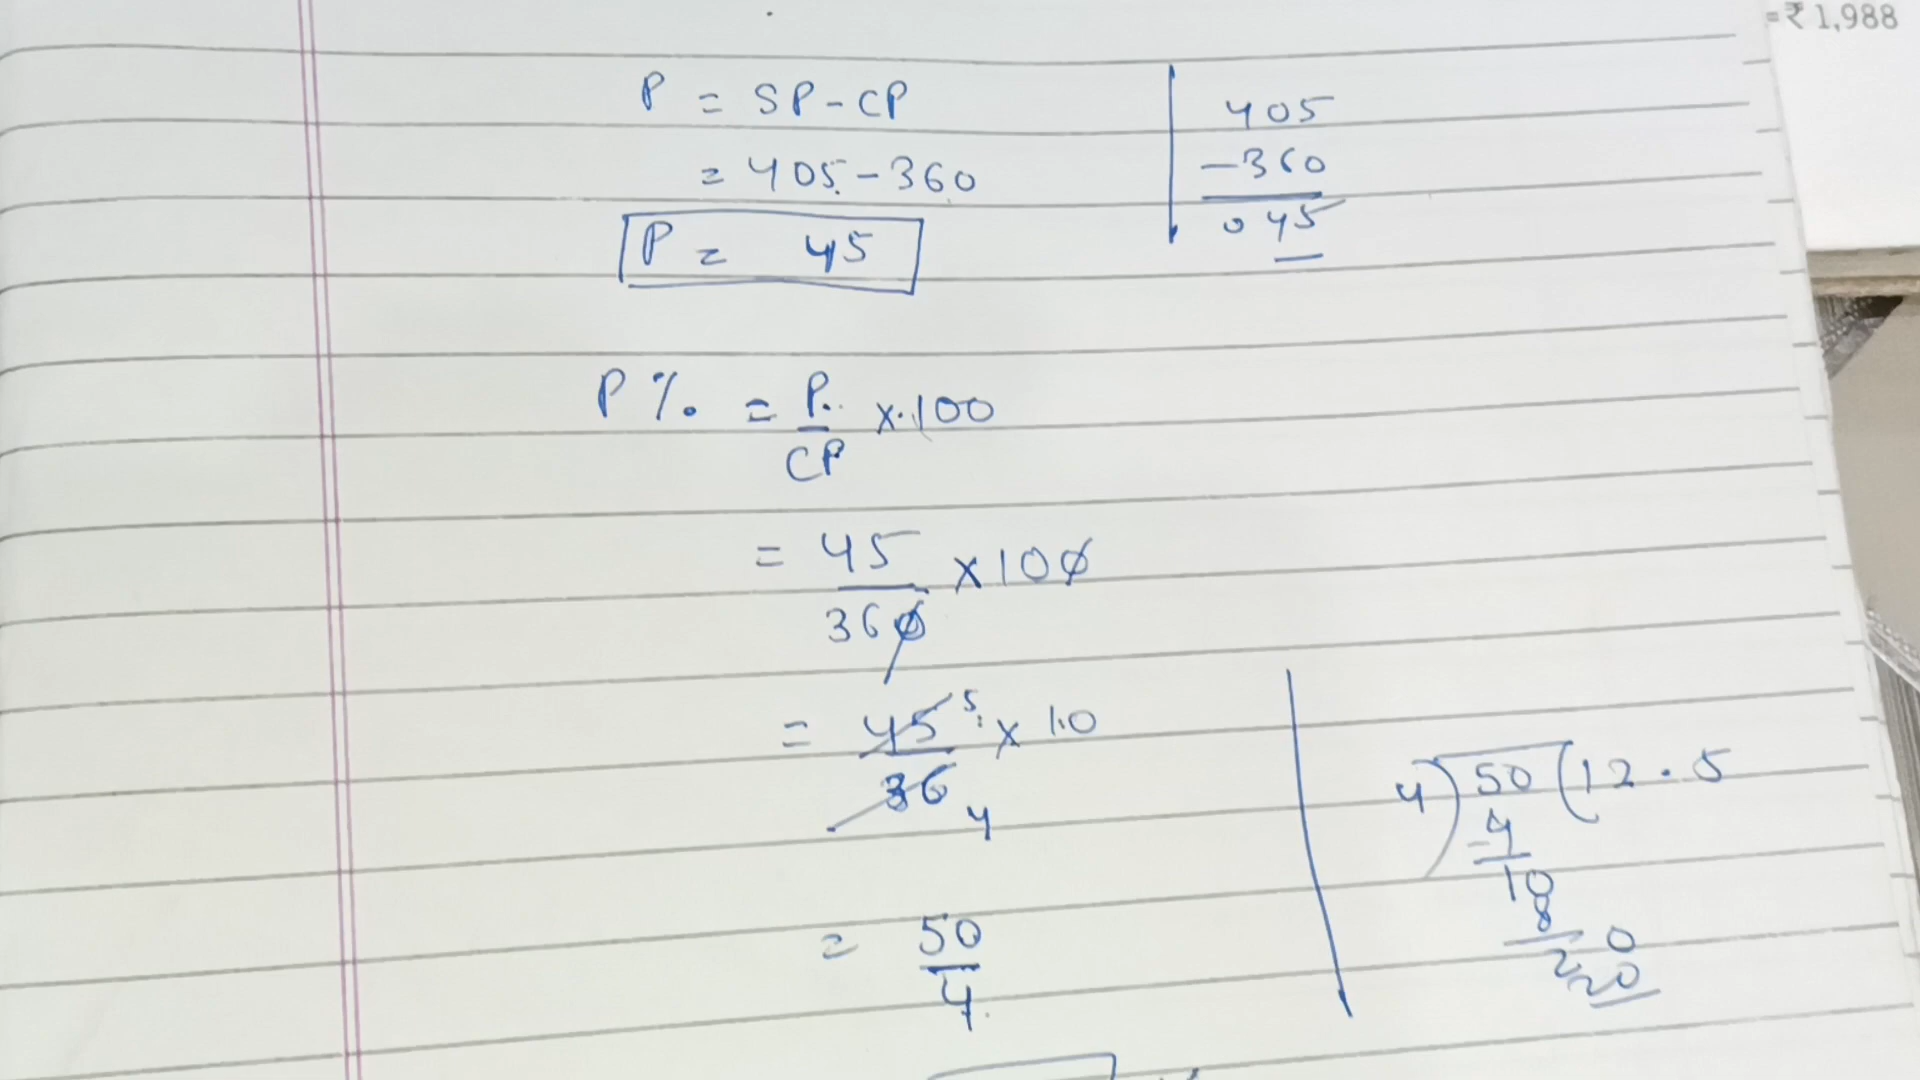 = ₹ 1,988
P = SP - CP
= 405 - 360
P = 45
405
- 360
045
P % = P/CP × 100
= 45/360 × 100
= 45/36 × 10
5
4
= 50/4
4) 50 (12.5
- 4
10
8
20
20